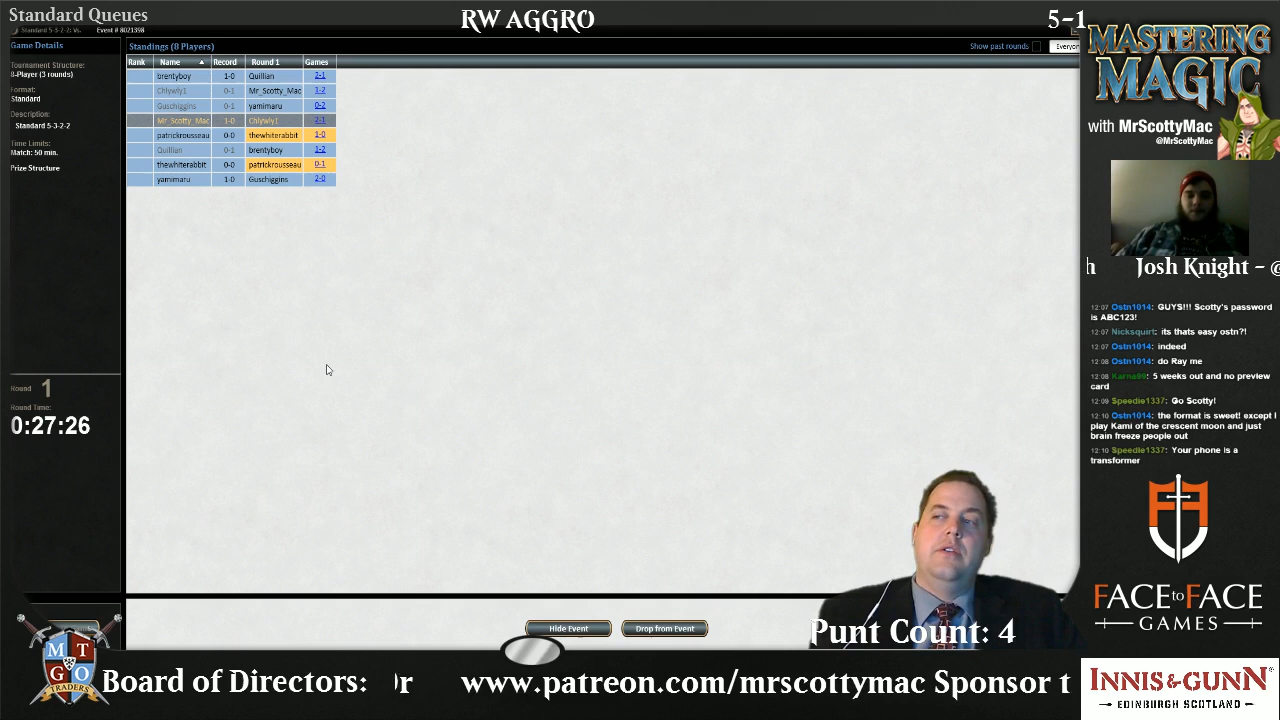 Standard Queues
RW AGGRO
5-1
Standard 5-3-2-2: Vs. Event # 8021398
Game Details
Tournament Structure:
8-Player (3 rounds)
Format:
Standard
Description:
Standard 5-3-2-2
Time Limits:
Match: 50 min.
Prize Structure
Round 1
Round Time:
0:27:26
Standings (8 Players)
Show past rounds
Everyon
Rank Name Record Round 1 Games
brentyboy 1-0 Quillian 2-1
Chlywly1 0-1 Mr_Scotty_Mac 1-2
Guschiggins 0-1 yamimaru 0-2
Mr_Scotty_Mac 1-0 Chlywly1 2-1
patrickrousseau 0-0 thewhiterabbit 1-0
Quillian 0-1 brentyboy 1-2
thewhiterabbit 0-0 patrickrousseau 0-1
yamimaru 1-0 Guschiggins 2-0
Hide Event
Drop from Event
Punt Count: 4
MTGO
TRADERS
Board of Directors:
www.patreon.com/mrscottymac Sponsor t
MASTERING
MAGIC
with MrScottyMac
@MrScottyMac
h Josh Knight - @
12:07 Ostn1014: GUYS!!! Scotty's password
is ABC123!
12:07 Nicksquirt: its thats easy ostn?!
12:07 Ostn1014: indeed
12:08 Ostn1014: do Ray me
12:08 Karna99: 5 weeks out and no preview
card
12:09 Speedie1337: Go Scotty!
12:10 Ostn1014: the format is sweet! except I
play Kami of the crescent moon and just
brain freeze people out
12:10 Speedie1337: Your phone is a
transformer
FACE to FACE
GAMES
INNIS & GUNN
EDINBURGH SCOTLAND